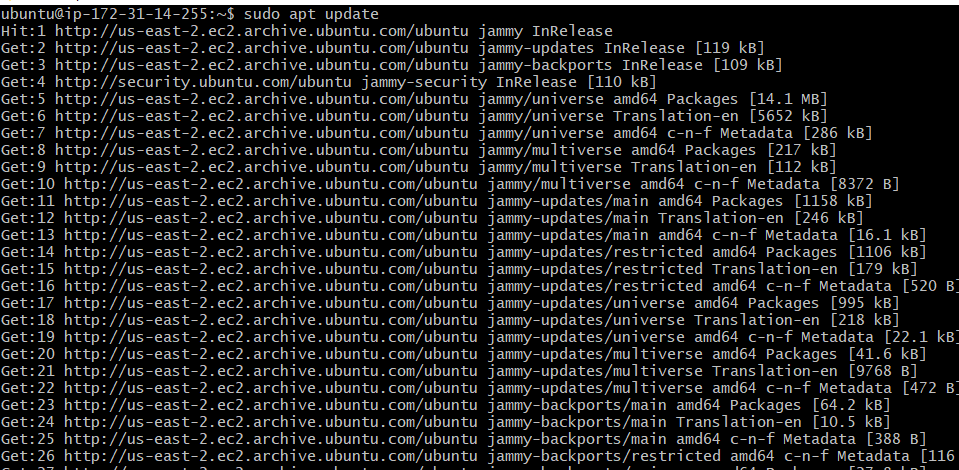 ubuntu@ip-172-31-14-255:~$ sudo apt update
Hit:1 http://us-east-2.ec2.archive.ubuntu.com/ubuntu jammy InRelease
Get:2 http://us-east-2.ec2.archive.ubuntu.com/ubuntu jammy-updates InRelease [119 kB]
Get:3 http://us-east-2.ec2.archive.ubuntu.com/ubuntu jammy-backports InRelease [109 kB]
Get:4 http://security.ubuntu.com/ubuntu jammy-security InRelease [110 kB]
Get:5 http://us-east-2.ec2.archive.ubuntu.com/ubuntu jammy/universe amd64 Packages [14.1 MB]
Get:6 http://us-east-2.ec2.archive.ubuntu.com/ubuntu jammy/universe Translation-en [5652 kB]
Get:7 http://us-east-2.ec2.archive.ubuntu.com/ubuntu jammy/universe amd64 c-n-f Metadata [286 kB]
Get:8 http://us-east-2.ec2.archive.ubuntu.com/ubuntu jammy/multiverse amd64 Packages [217 kB]
Get:9 http://us-east-2.ec2.archive.ubuntu.com/ubuntu jammy/multiverse Translation-en [112 kB]
Get:10 http://us-east-2.ec2.archive.ubuntu.com/ubuntu jammy/multiverse amd64 c-n-f Metadata [8372 B]
Get:11 http://us-east-2.ec2.archive.ubuntu.com/ubuntu jammy-updates/main amd64 Packages [1158 kB]
Get:12 http://us-east-2.ec2.archive.ubuntu.com/ubuntu jammy-updates/main Translation-en [246 kB]
Get:13 http://us-east-2.ec2.archive.ubuntu.com/ubuntu jammy-updates/main amd64 c-n-f Metadata [16.1 kB]
Get:14 http://us-east-2.ec2.archive.ubuntu.com/ubuntu jammy-updates/restricted amd64 Packages [1106 kB]
Get:15 http://us-east-2.ec2.archive.ubuntu.com/ubuntu jammy-updates/restricted Translation-en [179 kB]
Get:16 http://us-east-2.ec2.archive.ubuntu.com/ubuntu jammy-updates/restricted amd64 c-n-f Metadata [520 B]
Get:17 http://us-east-2.ec2.archive.ubuntu.com/ubuntu jammy-updates/universe amd64 Packages [995 kB]
Get:18 http://us-east-2.ec2.archive.ubuntu.com/ubuntu jammy-updates/universe Translation-en [218 kB]
Get:19 http://us-east-2.ec2.archive.ubuntu.com/ubuntu jammy-updates/universe amd64 c-n-f Metadata [22.1 kB]
Get:20 http://us-east-2.ec2.archive.ubuntu.com/ubuntu jammy-updates/multiverse amd64 Packages [41.6 kB]
Get:21 http://us-east-2.ec2.archive.ubuntu.com/ubuntu jammy-updates/multiverse Translation-en [9768 B]
Get:22 http://us-east-2.ec2.archive.ubuntu.com/ubuntu jammy-updates/multiverse amd64 c-n-f Metadata [472 B]
Get:23 http://us-east-2.ec2.archive.ubuntu.com/ubuntu jammy-backports/main amd64 Packages [64.2 kB]
Get:24 http://us-east-2.ec2.archive.ubuntu.com/ubuntu jammy-backports/main Translation-en [10.5 kB]
Get:25 http://us-east-2.ec2.archive.ubuntu.com/ubuntu jammy-backports/main amd64 c-n-f Metadata [388 B]
Get:26 http://us-east-2.ec2.archive.ubuntu.com/ubuntu jammy-backports/restricted amd64 c-n-f Metadata [116